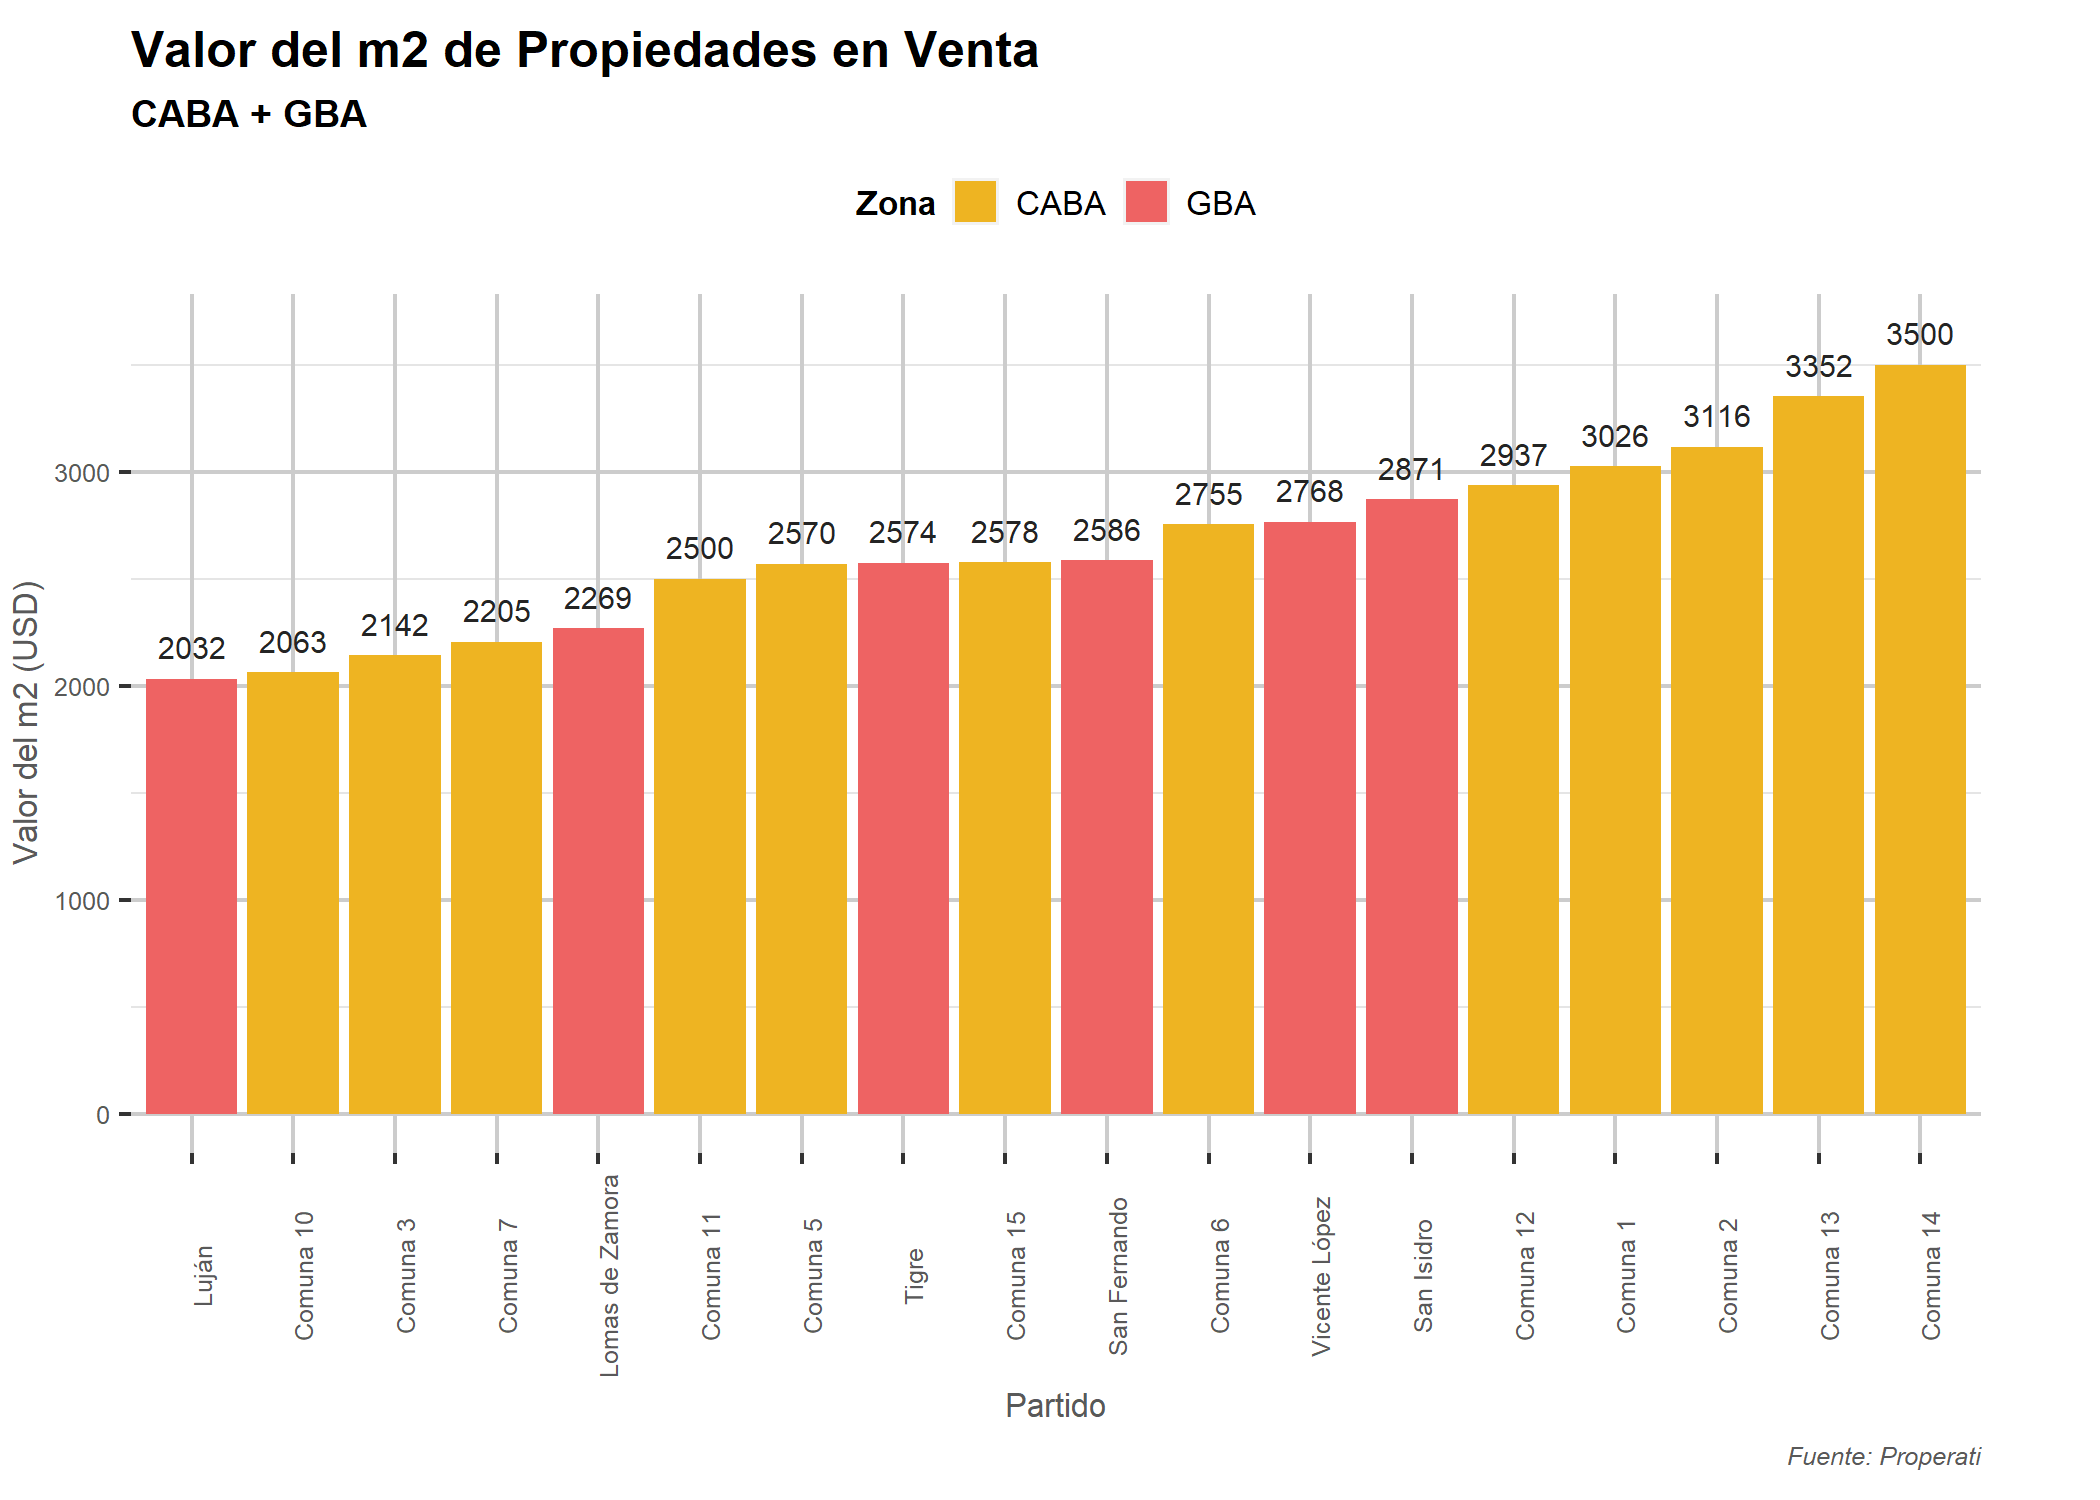 Valor del m2 de Propiedades en Venta
CABA + GBA
Zona CABA GBA
Valor del m2 (USD)
3000
2000
1000
0
2032
2063
2142
2205
2269
2500
2570
2574
2578
2586
2755
2768
2871
2937
3026
3116
3352
3500
Luján
Comuna 10
Comuna 3
Comuna 7
Lomas de Zamora
Comuna 11
Comuna 5
Tigre
Comuna 15
San Fernando
Comuna 6
Vicente López
San Isidro
Comuna 12
Comuna 1
Comuna 2
Comuna 13
Comuna 14
Partido
Fuente: Properati